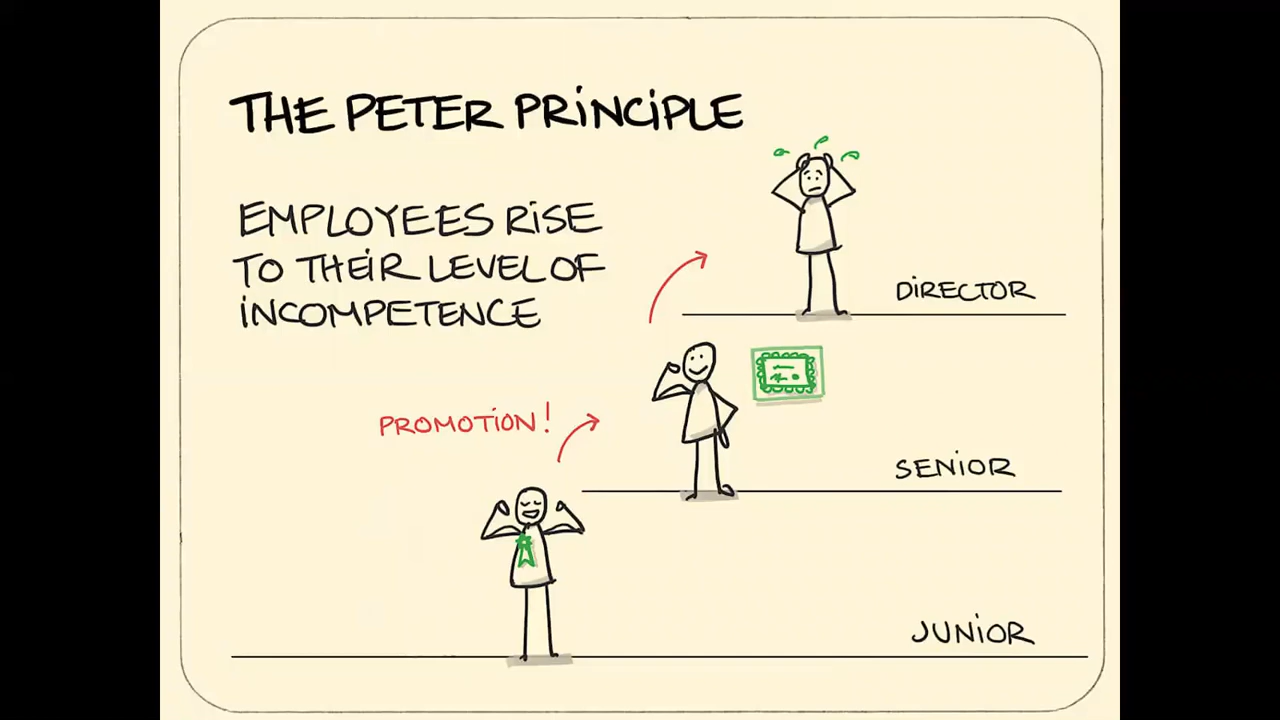 THE PETER PRINCIPLE
EMPLOYEES RISE
TO THEIR LEVEL OF
INCOMPETENCE
DIRECTOR
PROMOTION!
SENIOR
JUNIOR